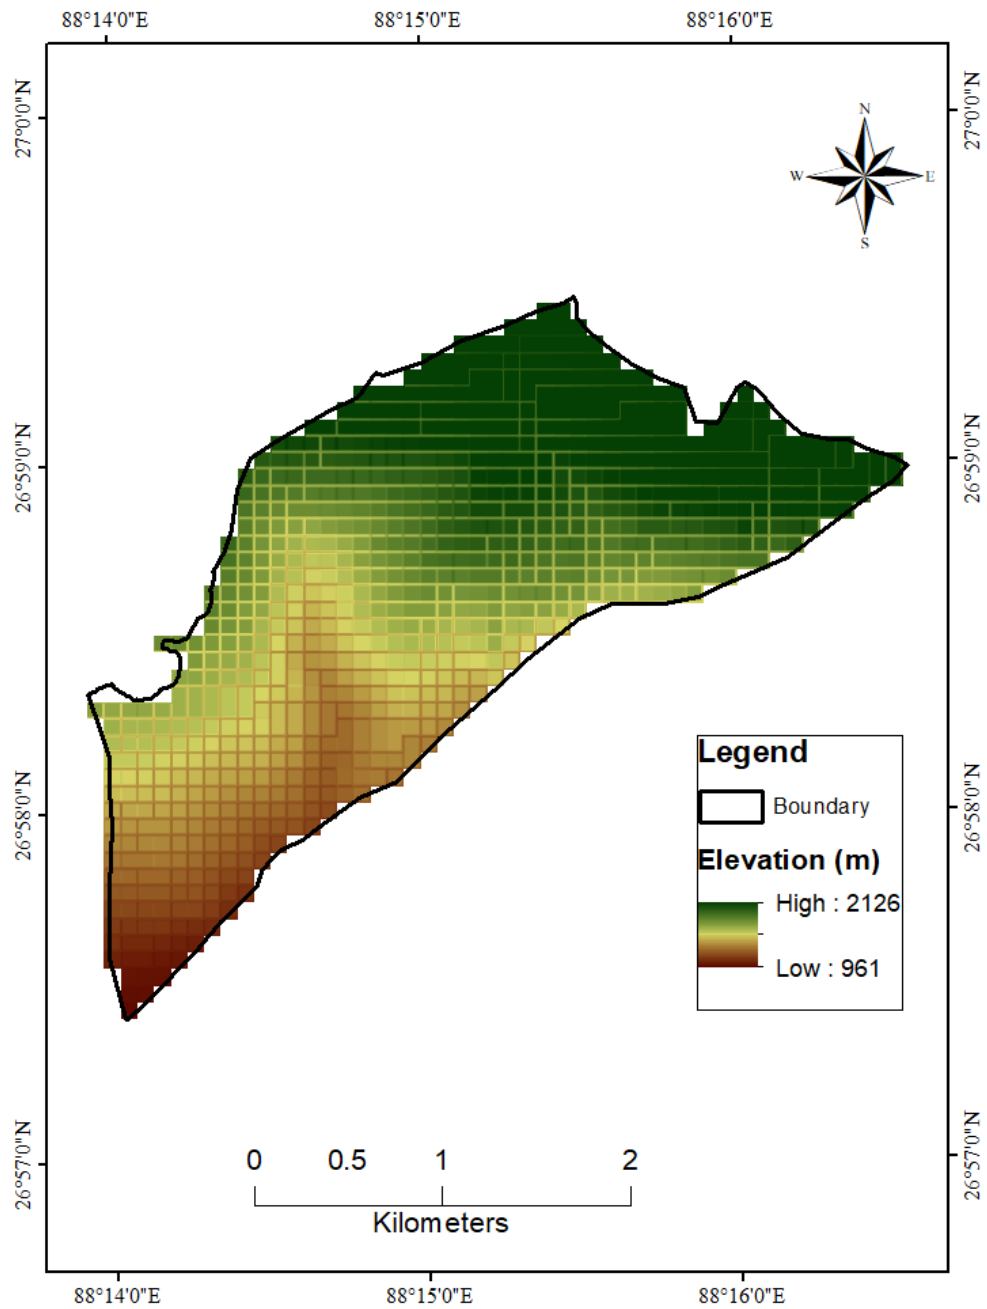 88°14'0"E 88°15'0"E 88°16'0"E
27°0'0"N 27°0'0"N
N
W E
S
26°59'0"N 26°59'0"N
Legend
Boundary
26°58'0"N 26°58'0"N
Elevation (m)
High : 2126
Low : 961
26°57'0"N 26°57'0"N
0 0.5 1 2
Kilometers
88°14'0"E 88°15'0"E 88°16'0"E